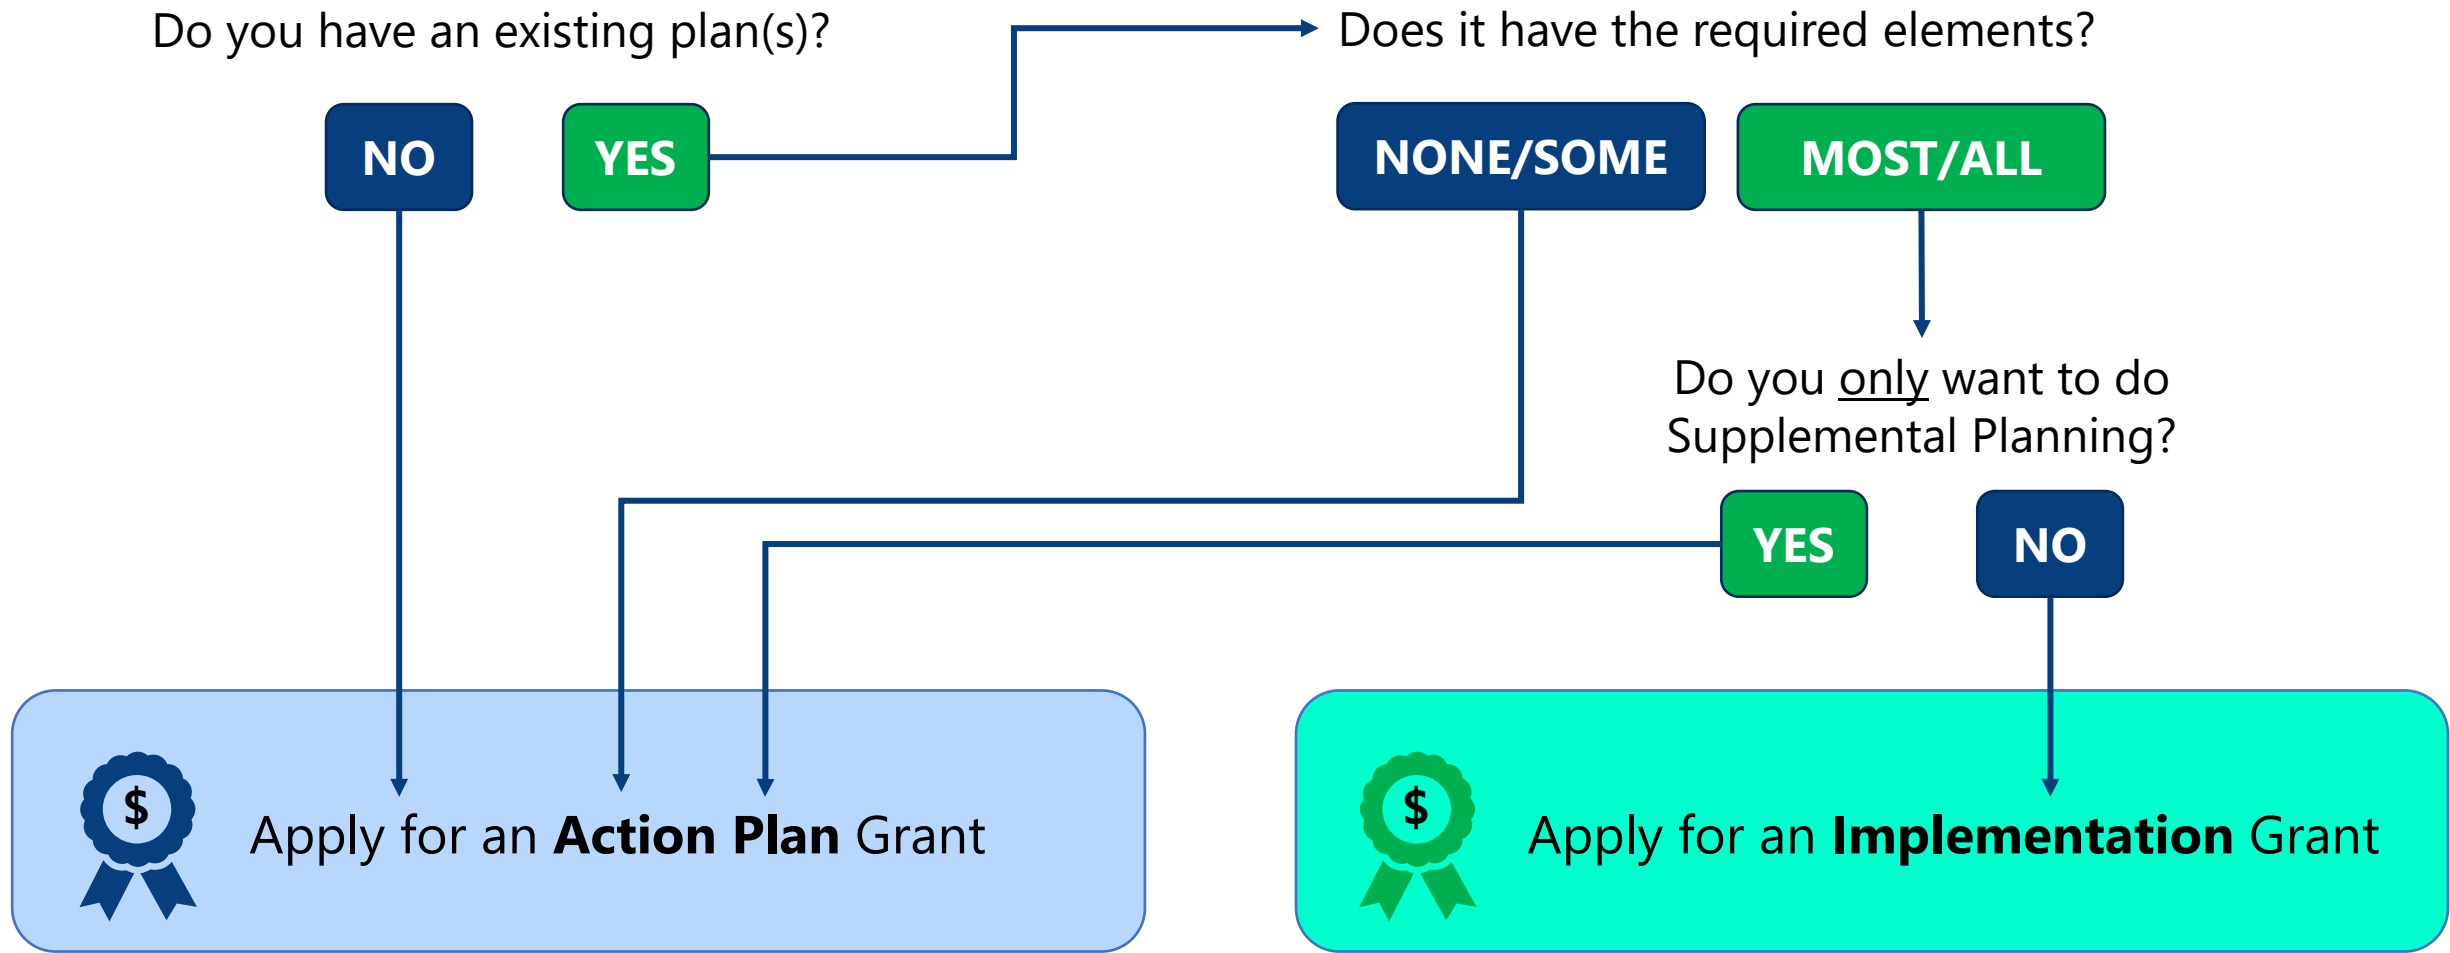 Do you have an existing plan(s)?
NO
YES
Does it have the required elements?
NONE/SOME
MOST/ALL
Do you only want to do
Supplemental Planning?
YES
NO
$
Apply for an Action Plan Grant
$
Apply for an Implementation Grant